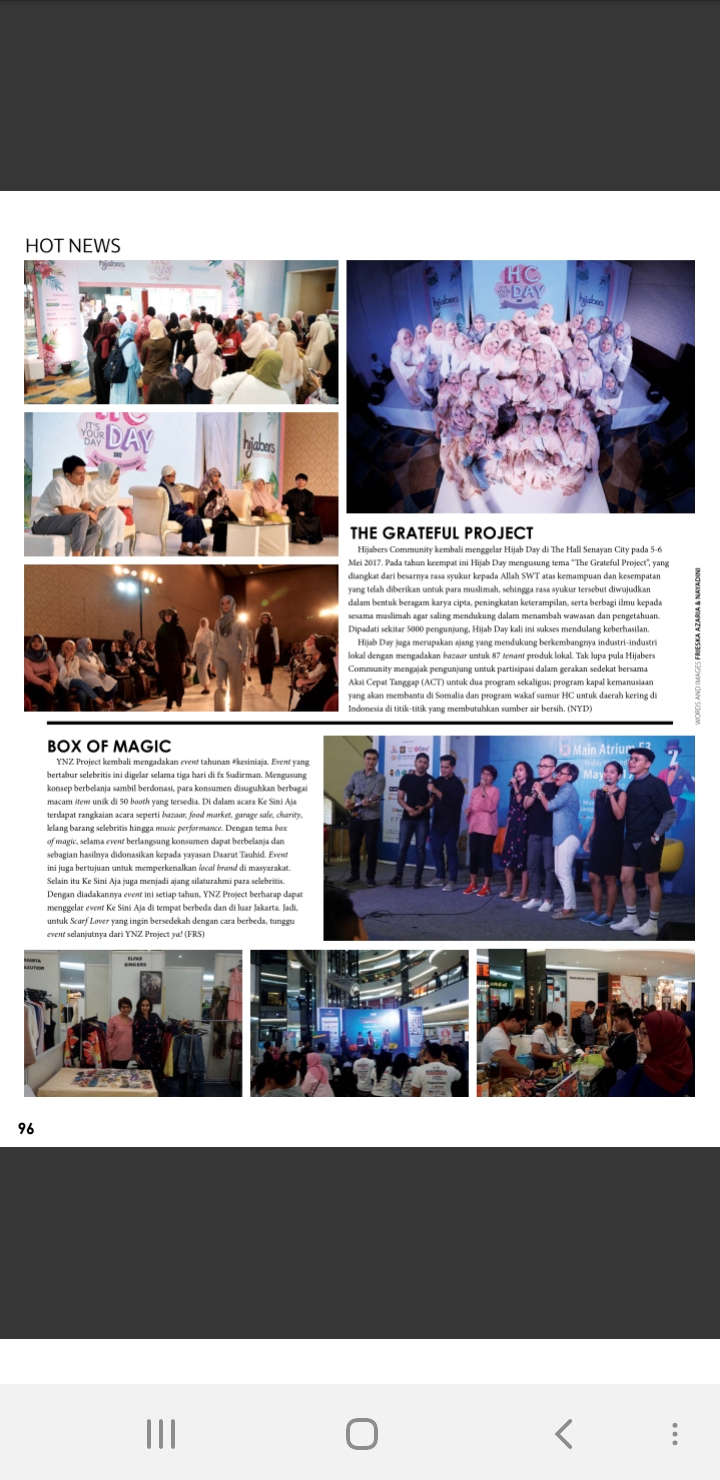 HOT NEWS
hijabers
HC
IT'S
YOUR
DAY
DAY
hijabers
HC
DAY
hijabers
THE GRATEFUL PROJECT
Hijabers Community kembali menggelar Hijab Day di The Hall Senayan City pada 5-6
Mei 2017. Pada tahun keempat ini Hijab Day mengusung tema "The Grateful Project", yang
diangkat dari besarnya rasa syukur kepada Allah SWT atas kemampuan dan kesempatan
yang telah diberikan untuk para muslimah, sehingga rasa syukur tersebut diwujudkan
dalam bentuk beragam karya cipta, peningkatan keterampilan, serta berbagi ilmu kepada
sesama muslimah agar saling mendukung dalam menambah wawasan dan pengetahuan.
Dipadati sekitar 5000 pengunjung, Hijab Day kali ini sukses mendulang keberhasilan.
Hijab Day juga merupakan ajang yang mendukung berkembangnya industri-industri
lokal dengan mengadakan bazaar untuk 87 tenant produk lokal. Tak lupa pula Hijabers
Community mengajak pengunjung untuk partisipasi dalam gerakan sedekat bersama
Aksi Cepat Tanggap (ACT) untuk dua program sekaligus; program kapal kemanusiaan
yang akan membantu di Somalia dan program wakaf sumur HC untuk daerah kering di
Indonesia di titik-titik yang membutuhkan sumber air bersih. (NYD)
WORDS AND IMAGES FRIESKA AZARIA & NAYADINI
BOX OF MAGIC
YNZ Project kembali mengadakan event tahunan #kesiniaja. Event yang
bertabur selebritis ini digelar selama tiga hari di fx Sudirman. Mengusung
konsep berbelanja sambil berdonasi, para konsumen disuguhkan berbagai
macam item unik di 50 booth yang tersedia. Di dalam acara Ke Sini Aja
terdapat rangkaian acara seperti bazaar, food market, garage sale, charity,
lelang barang selebritis hingga music performance. Dengan tema box
of magic, selama event berlangsung konsumen dapat berbelanja dan
sebagian hasilnya didonasikan kepada yayasan Daarut Tauhid. Event
ini juga bertujuan untuk memperkenalkan local brand di masyarakat.
Selain itu Ke Sini Aja juga menjadi ajang silaturahmi para selebritis.
Dengan diadakannya event ini setiap tahun, YNZ Project berharap dapat
menggelar event Ke Sini Aja di tempat berbeda dan di luar Jakarta. Jadi,
untuk Scarf Lover yang ingin bersedekah dengan cara berbeda, tunggu
event selanjutnya dari YNZ Project ya! (FRS)
Main Atrium F3
ELFAS
SINGERS
96